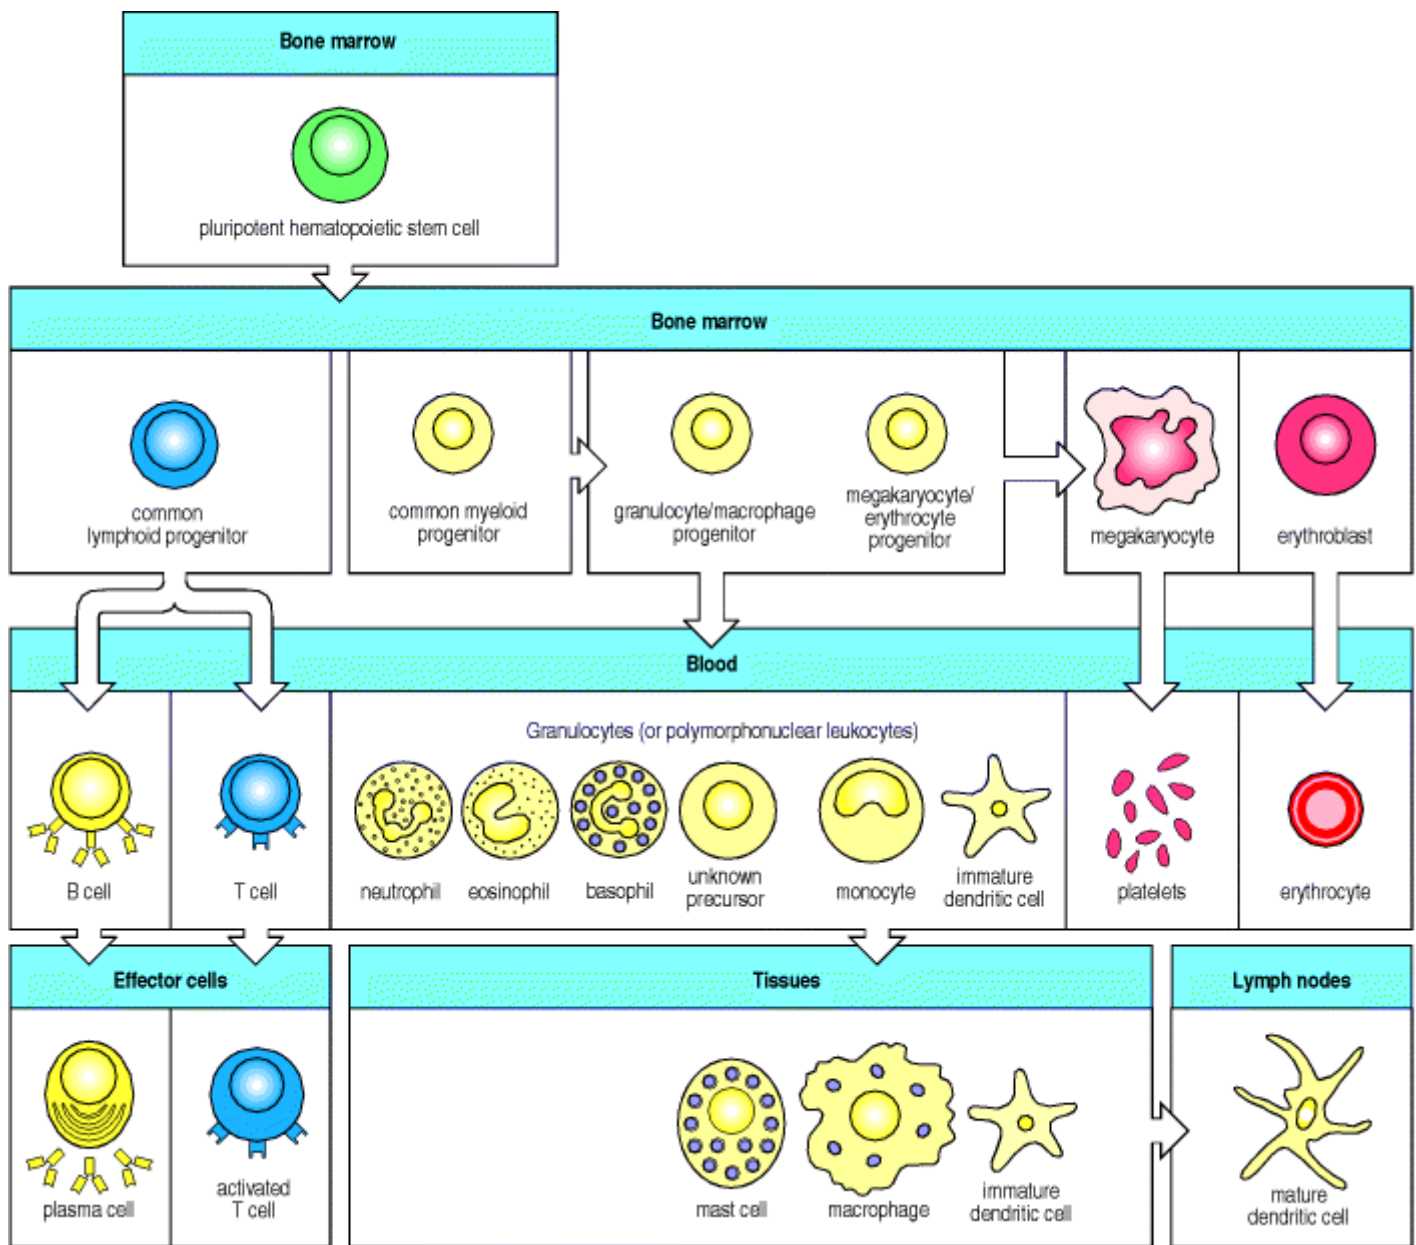 Bone marrow
pluripotent hematopoietic stem cell
Bone marrow
common
lymphoid progenitor
common myeloid
progenitor
granulocyte/macrophage
progenitor
megakaryocyte/
erythrocyte
progenitor
megakaryocyte
erythroblast
Blood
Granulocytes (or polymorphonuclear leukocytes)
B cell
T cell
neutrophil
eosinophil
basophil
unknown
precursor
monocyte
immature
dendritic cell
platelets
erythrocyte
Effector cells
Tissues
Lymph nodes
plasma cell
activated
T cell
mast cell
macrophage
immature
dendritic cell
mature
dendritic cell